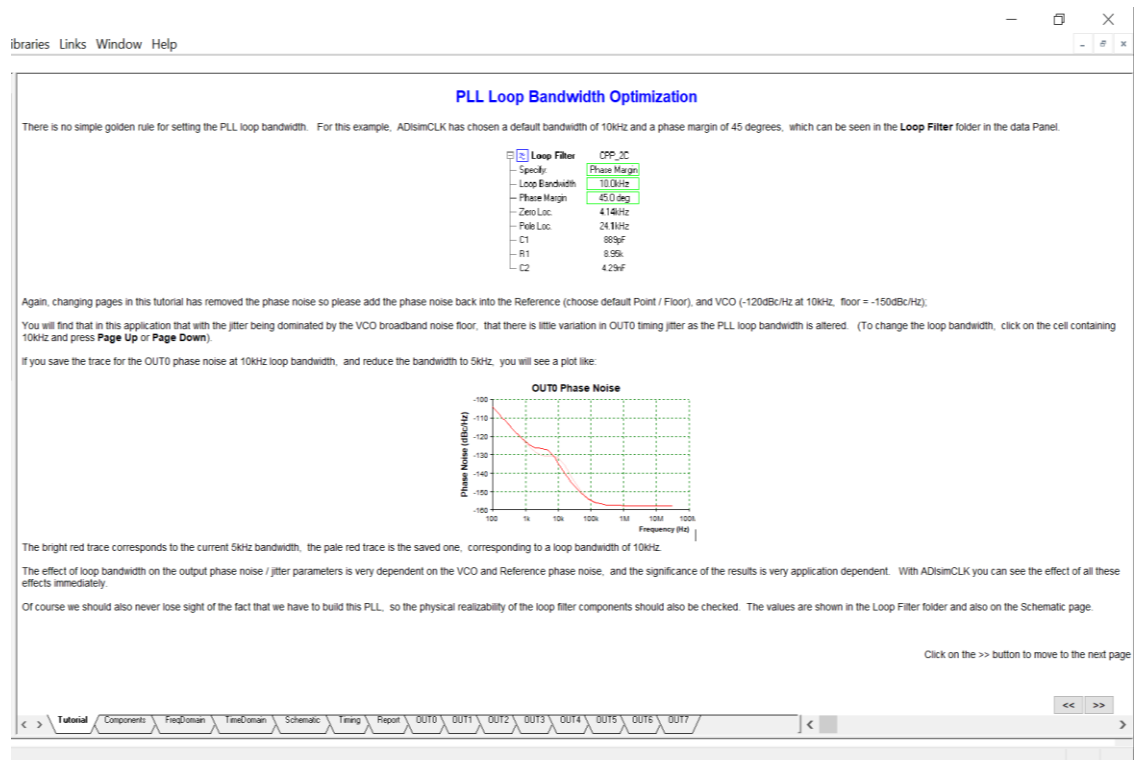 ibraries Links Window Help
PLL Loop Bandwidth Optimization
There is no simple golden rule for setting the PLL loop bandwidth. For this example, ADIsimCLK has chosen a default bandwidth of 10kHz and a phase margin of 45 degrees, which can be seen in the Loop Filter folder in the data Panel.
Loop Filter CPP_2C
Specify: Phase Margin
Loop Bandwidth 10.0kHz
Phase Margin 45.0 deg
Zero Loc. 4.14kHz
Pole Loc. 24.1kHz
C1 889pF
R1 8.95k
C2 4.29nF
Again, changing pages in this tutorial has removed the phase noise so please add the phase noise back into the Reference (choose default Point / Floor), and VCO (-120dBc/Hz at 10kHz, floor = -150dBc/Hz);
You will find that in this application that with the jitter being dominated by the VCO broadband noise floor, that there is little variation in OUT0 timing jitter as the PLL loop bandwidth is altered. (To change the loop bandwidth, click on the cell containing
10kHz and press Page Up or Page Down).
If you save the trace for the OUT0 phase noise at 10kHz loop bandwidth, and reduce the bandwidth to 5kHz, you will see a plot like:
OUT0 Phase Noise
Phase Noise (dBc/Hz)
-100
-110
-120
-130
-140
-150
-160
100 1k 10k 100k 1M 10M
Frequency (Hz)
The bright red trace corresponds to the current 5kHz bandwidth, the pale red trace is the saved one, corresponding to a loop bandwidth of 10kHz.
The effect of loop bandwidth on the output phase noise / jitter parameters is very dependent on the VCO and Reference phase noise, and the significance of the results is very application dependent. With ADIsimCLK you can see the effect of all these
effects immediately.
Of course we should also never lose sight of the fact that we have to build this PLL, so the physical realizability of the loop filter components should also be checked. The values are shown in the Loop Filter folder and also on the Schematic page.
Click on the >> button to move to the next page
<< >>
Tutorial Components FreqDomain TimeDomain Schematic Timing Report OUT0 OUT1 OUT2 OUT3 OUT4 OUT5 OUT6 OUT7